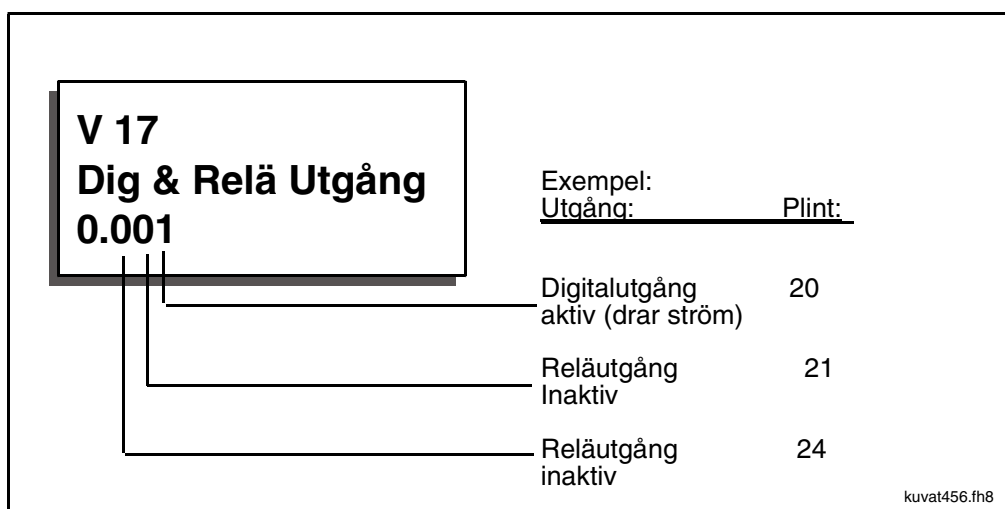 V 17
Dig & Relä Utgång
0.001
Exempel:
Utgång: Plint:
Digitalutgång 20
aktiv (drar ström)
Reläutgång 21
Inaktiv
Reläutgång 24
inaktiv
kuvat456.fh8